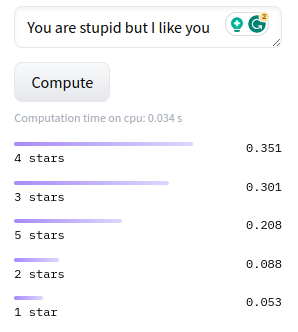 You are stupid but I like you
2
Compute
Computation time on cpu: 0.034 s
0.351
4 stars
0.301
3 stars
0.208
5 stars
0.088
2 stars
0.053
1 star